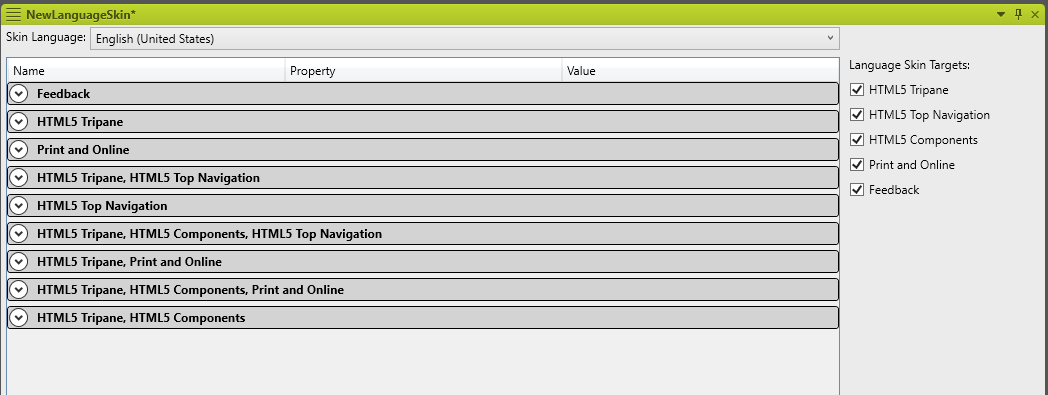 NewLanguageSkin*
Skin Language: English (United States)
Name Property Value
Feedback
HTML5 Tripane
Print and Online
HTML5 Tripane, HTML5 Top Navigation
HTML5 Top Navigation
HTML5 Tripane, HTML5 Components, HTML5 Top Navigation
HTML5 Tripane, Print and Online
HTML5 Tripane, HTML5 Components, Print and Online
HTML5 Tripane, HTML5 Components
Language Skin Targets:
HTML5 Tripane
HTML5 Top Navigation
HTML5 Components
Print and Online
Feedback